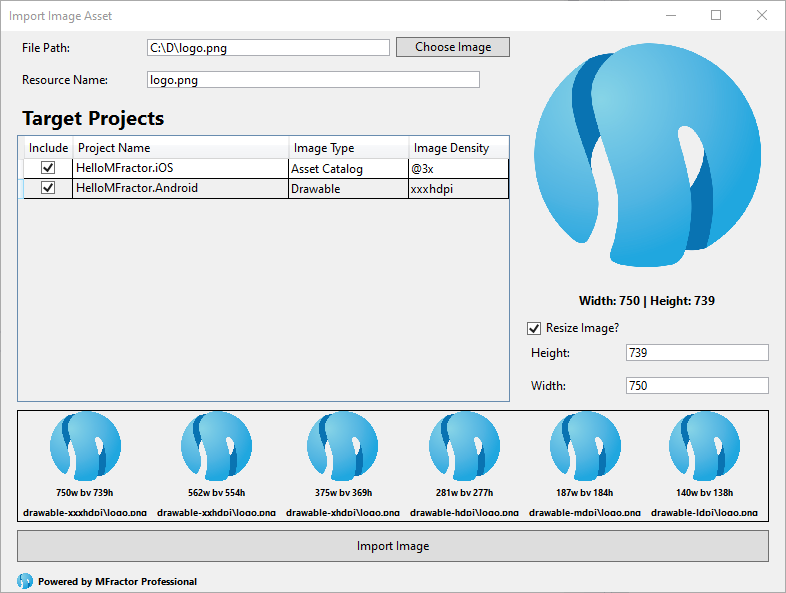 Import Image Asset
File Path: C:\D\logo.png Choose Image
Resource Name: logo.png
Target Projects
Include Project Name Image Type Image Density
HelloMFractor.iOS Asset Catalog @3x
HelloMFractor.Android Drawable xxxhdpi
Width: 750 | Height: 739
Resize Image?
Height: 739
Width: 750
750w by 739h 562w by 554h 375w by 369h 281w by 277h 187w by 184h 140w by 138h
drawable-xxxhdpi\logo.png drawable-xxhdpi\logo.png drawable-xhdpi\logo.png drawable-hdpi\logo.png drawable-mdpi\logo.png drawable-ldpi\logo.png
Import Image
Powered by MFractor Professional